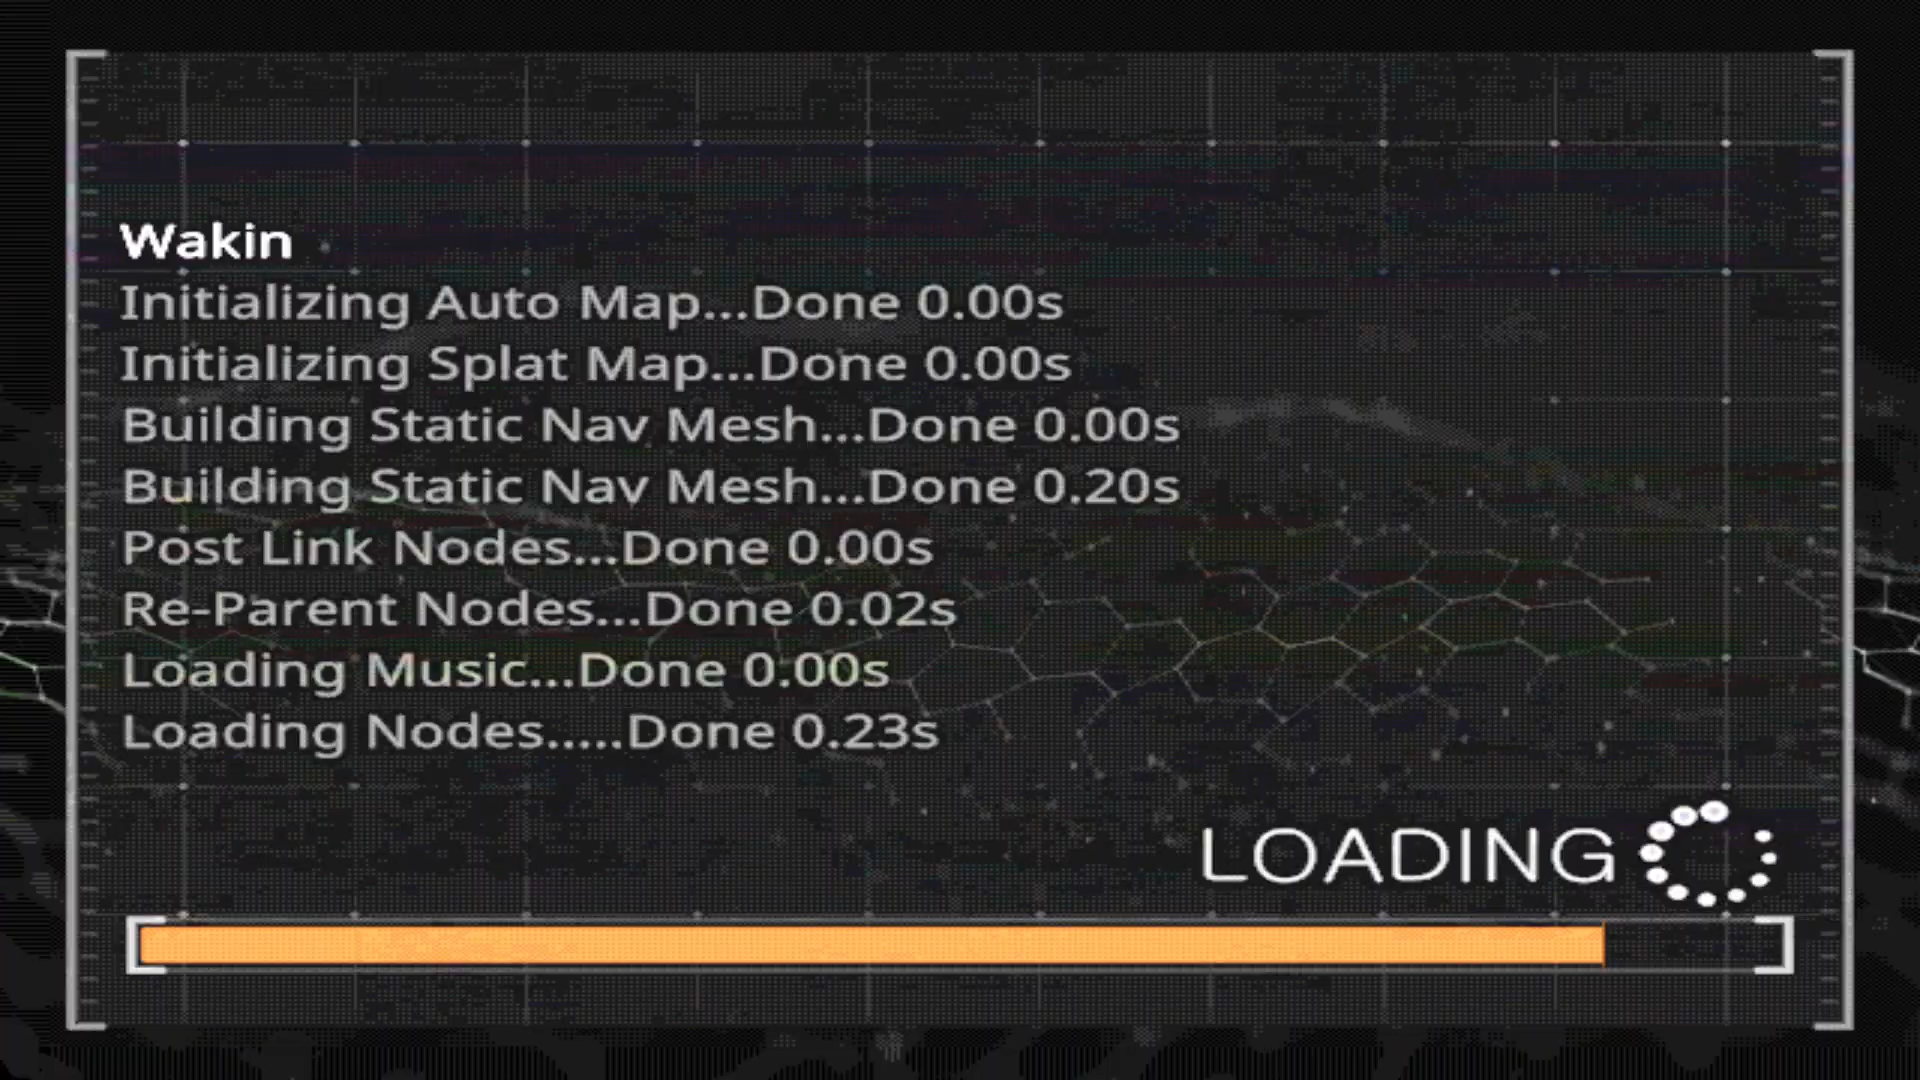 Wakin
Initializing Auto Map...Done 0.00s
Initializing Splat Map...Done 0.00s
Building Static Nav Mesh...Done 0.00s
Building Static Nav Mesh...Done 0.20s
Post Link Nodes...Done 0.00s
Re-Parent Nodes...Done 0.02s
Loading Music...Done 0.00s
Loading Nodes.....Done 0.23s
LOADING